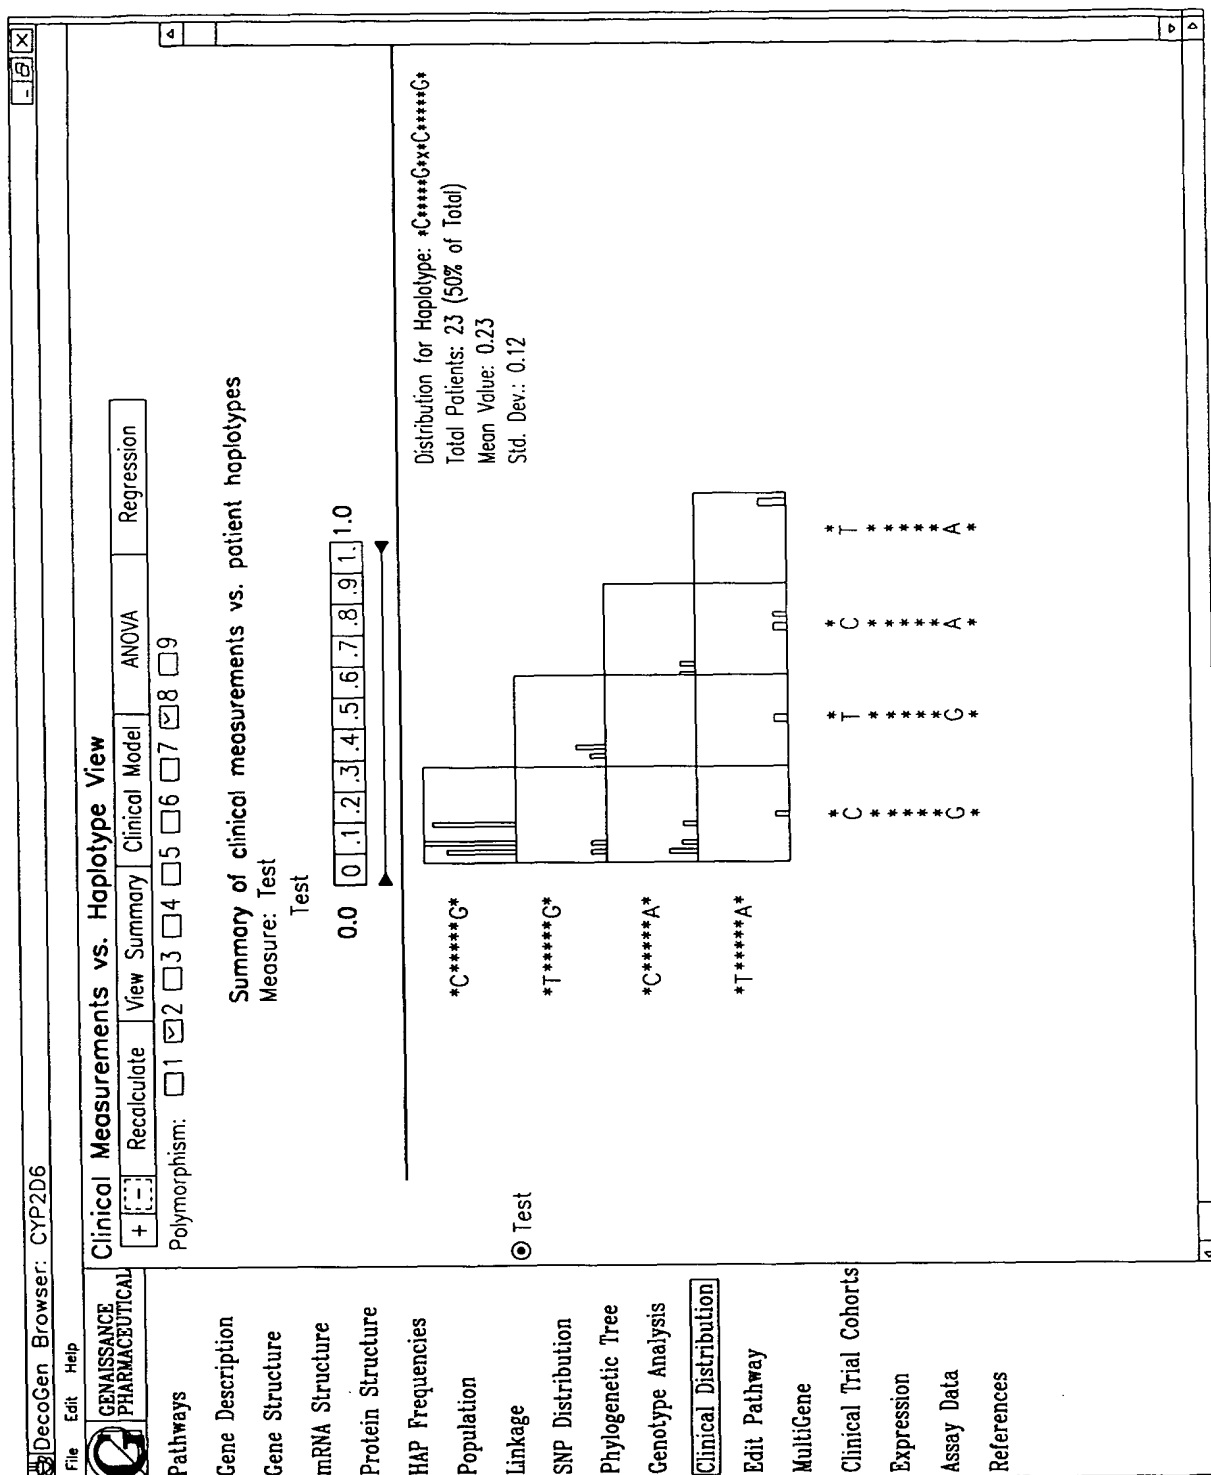 DecoGen Browser: CYP2D6
File Edit Help
GENAISSANCE
PHARMACEUTICAL
Pathways
Gene Description
Gene Structure
mRNA Structure
Protein Structure
HAP Frequencies
Population
Linkage
SNP Distribution
Phylogenetic Tree
Genotype Analysis
Clinical Distribution
Edit Pathway
MultiGene
Clinical Trial Cohorts
Expression
Assay Data
References
Clinical Measurements vs. Haplotype View
+ - Recalculate View Summary Clinical Model ANOVA Regression
Polymorphism: 1 2 3 4 5 6 7 8 9
Summary of clinical measurements vs. patient haplotypes
Measure: Test
Test
0.0 0 .1 .2 .3 .4 .5 .6 .7 .8 .9 1. 1.0
Test
Distribution for Haplotype: *C*****G*x*C*****G*
Total Patients: 23 (50% of Total)
Mean Value: 0.23
Std. Dev.: 0.12
*C*****G*
*T*****G*
*C*****A*
*T*****A*
*C*****G* *T*****G* *C*****A* *T*****A*